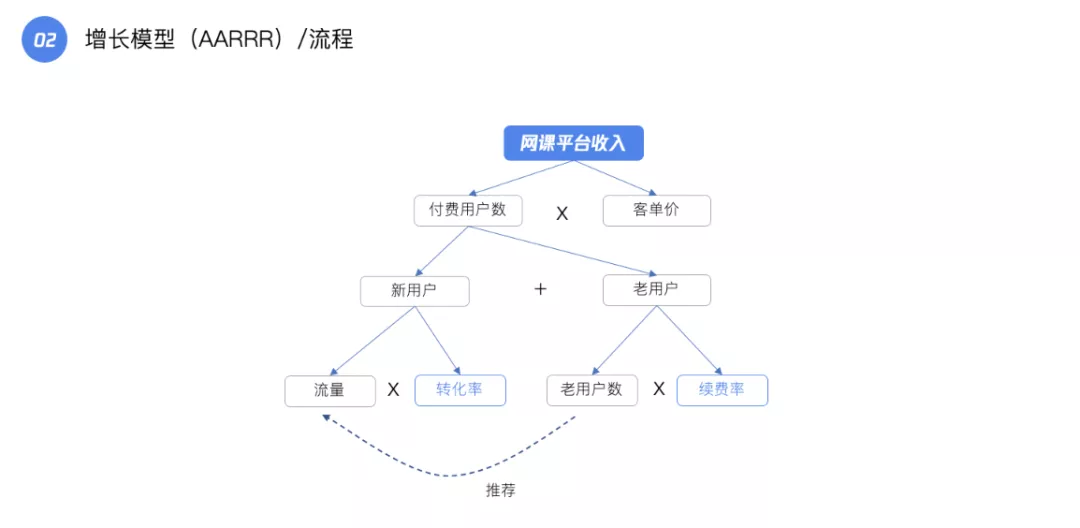 02 增长模型（AARRR）/流程
网课平台收入
付费用户数 X 客单价
新用户 + 老用户
流量 X 转化率 老用户数 X 续费率
推荐